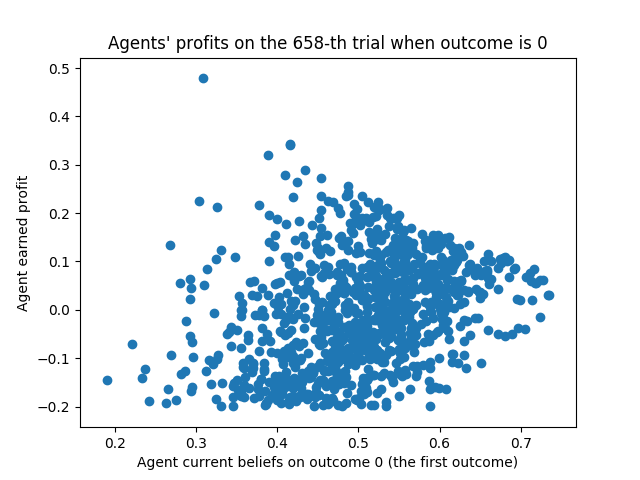 Agents' profits on the 658-th trial when outcome is 0
0.5
0.4
0.3
0.2
0.1
0.0
−0.1
−0.2
Agent earned profit
0.2 0.3 0.4 0.5 0.6 0.7
Agent current beliefs on outcome 0 (the first outcome)